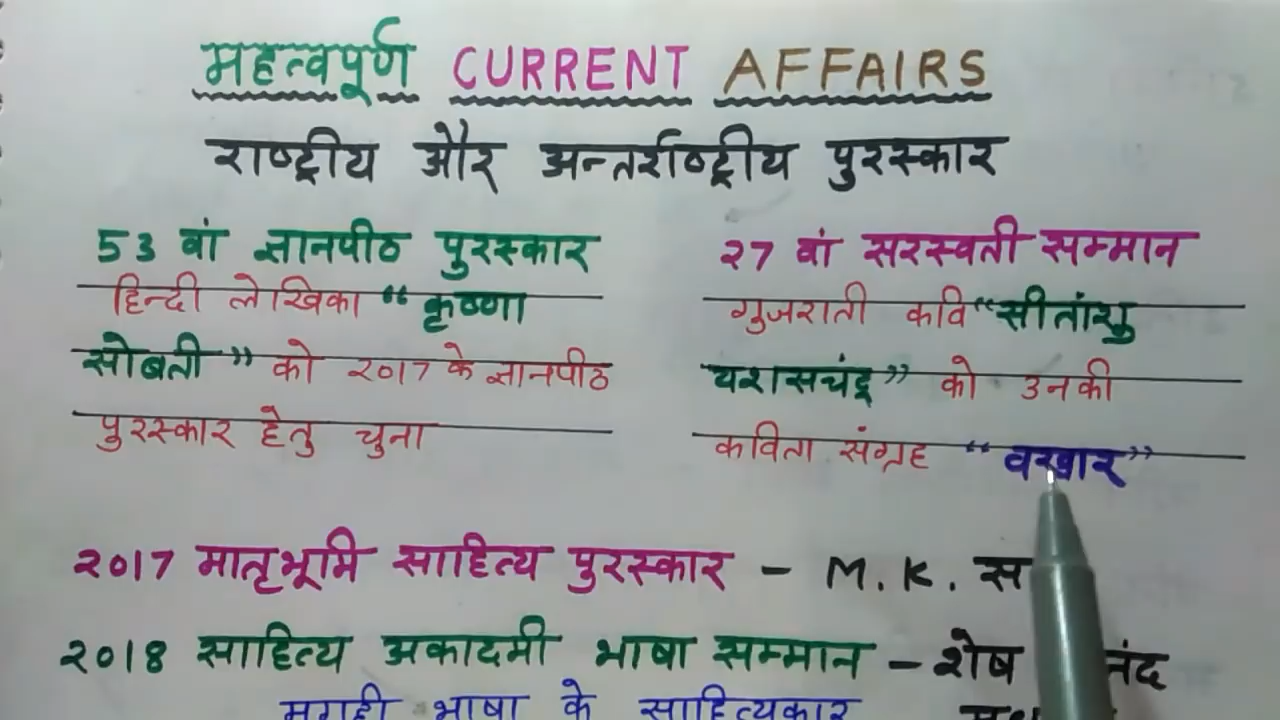 महत्वपूर्ण CURRENT AFFAIRS
राष्ट्रीय और अन्तर्राष्ट्रीय पुरस्कार
53 वां ज्ञानपीठ पुरस्कार
हिन्दी लेखिका “कृष्णा
सोबती” को 2017 के ज्ञानपीठ
पुरस्कार हेतु चुना
27 वां सरस्वती सम्मान
गुजराती कवि “सीतांशु
यशसचंद्र” को उनकी
कविता संग्रह “वखार”
2017 मातृभूमि साहित्य पुरस्कार - M. K. स
2018 साहित्य अकादमी भाषा सम्मान - शेष नंद
मगही भाषा के साहित्यकार